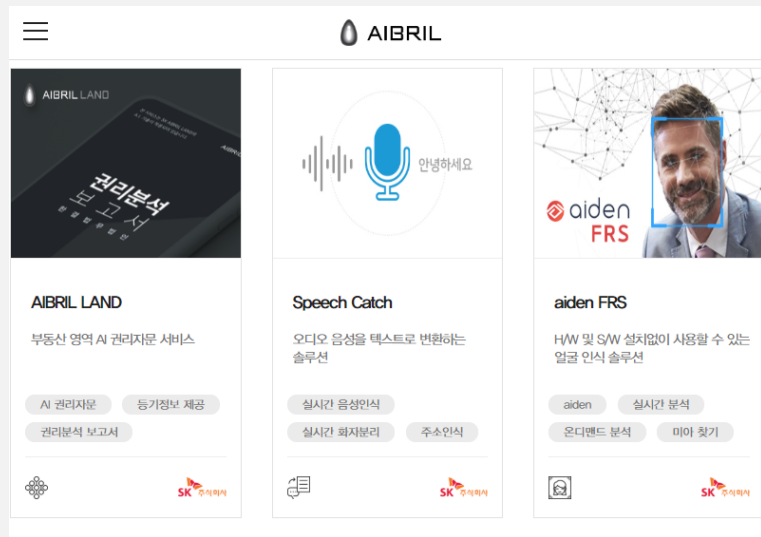 AIBRIL
AIBRIL LAND
권리분석
보고서
안녕하세요
aiden
FRS
AIBRIL LAND
부동산 영역 AI 권리자문 서비스
AI 권리자문
등기정보 제공
권리분석 보고서
SK 주식회사
Speech Catch
오디오 음성을 텍스트로 변환하는
솔루션
실시간 음성인식
실시간 화자분리
주소인식
SK 주식회사
aiden FRS
H/W 및 S/W 설치없이 사용할 수 있는
얼굴 인식 솔루션
aiden
실시간 분석
온디맨드 분석
미아 찾기
SK 주식회사